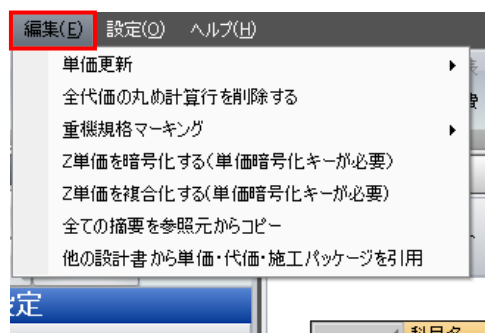 編集(E) 設定(O) ヘルプ(H)
単価更新
全代価の丸め計算行を削除する
重機規格マーキング
Z単価を暗号化する(単価暗号化キーが必要)
Z単価を複合化する(単価暗号化キーが必要)
全ての摘要を参照元からコピー
他の設計書から単価・代価・施工パッケージを引用
定